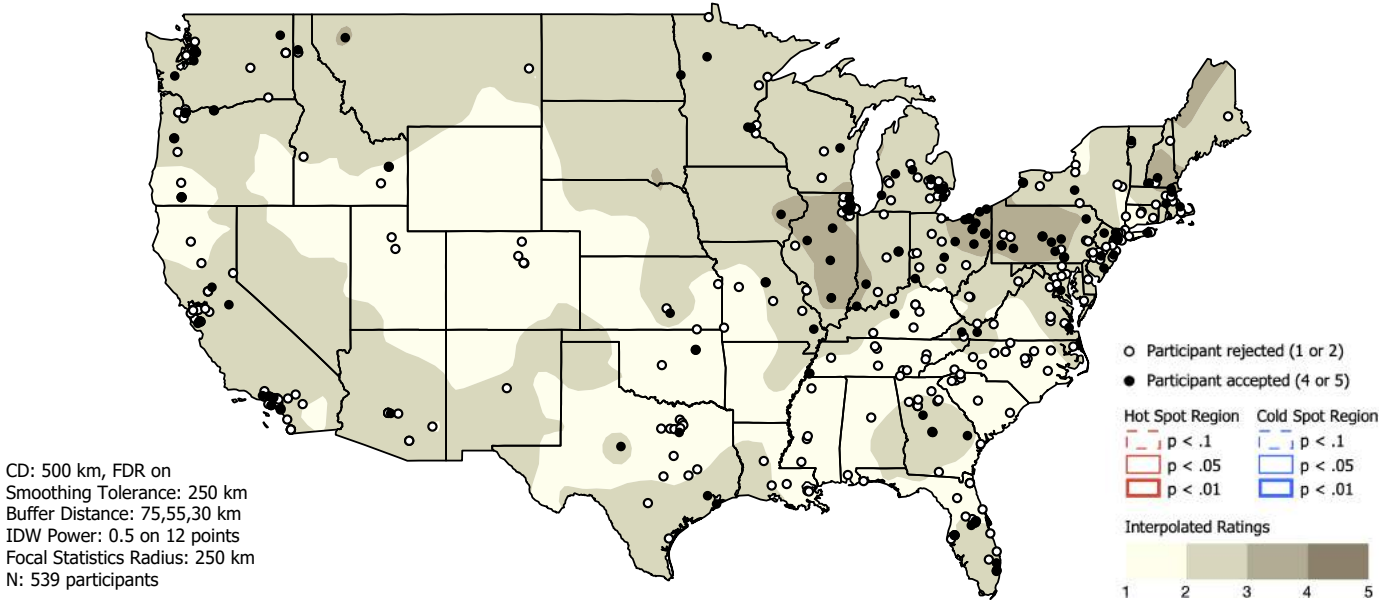 Participant rejected (1 or 2)
Participant accepted (4 or 5)
Hot Spot Region
p < .1
p < .05
p < .01
Cold Spot Region
p < .1
p < .05
p < .01
CD: 500 km, FDR on
Smoothing Tolerance: 250 km
Buffer Distance: 75,55,30 km
IDW Power: 0.5 on 12 points
Focal Statistics Radius: 250 km
N: 539 participants
Interpolated Ratings
1 2 3 4 5